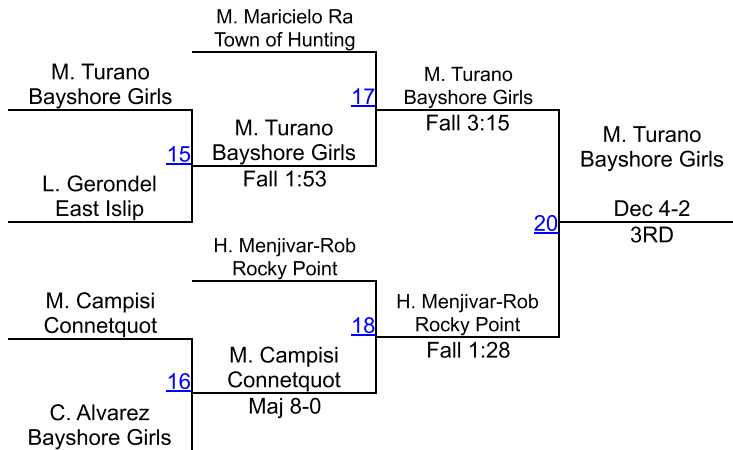 M. Maricielo Ra
Town of Hunting
M. Turano
Bayshore Girls
17
M. Turano
Bayshore Girls
Fall 3:15
15
M. Turano
Bayshore Girls
Fall 1:53
L. Gerondel
East Islip
M. Turano
Bayshore Girls
20
Dec 4-2
3RD
H. Menjivar-Rob
Rocky Point
M. Campisi
Connetquot
18
H. Menjivar-Rob
Rocky Point
Fall 1:28
16
M. Campisi
Connetquot
Maj 8-0
C. Alvarez
Bayshore Girls